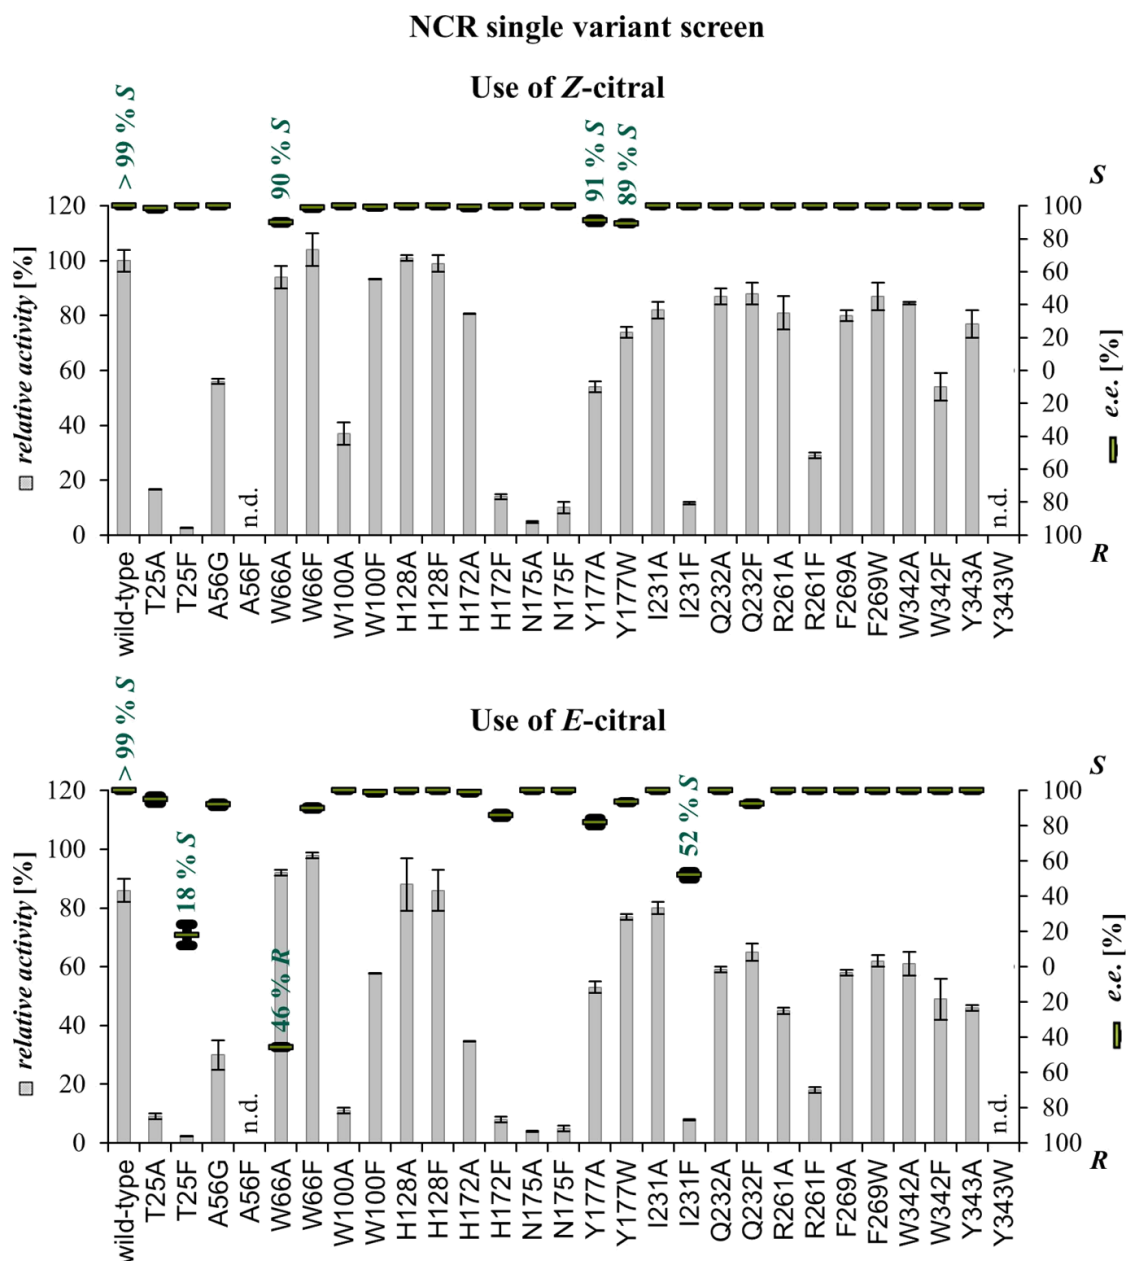 NCR single variant screen
Use of Z-citral
> 99 % S
90 % S
91 % S
89 % S
S
120
100
80
60
40
20
0
relative activity [%]
100
80
60
40
20
0
20
40
60
80
100
e.e. [%]
R
n.d.
n.d.
wild-type
T25A
T25F
A56G
A56F
W66A
W66F
W100A
W100F
H128A
H128F
H172A
H172F
N175A
N175F
Y177A
Y177W
I231A
I231F
Q232A
Q232F
R261A
R261F
F269A
F269W
W342A
W342F
Y343A
Y343W
Use of E-citral
> 99 % S
18 % S
46 % R
52 % S
S
120
100
80
60
40
20
0
relative activity [%]
100
80
60
40
20
0
20
40
60
80
100
e.e. [%]
R
n.d.
n.d.
wild-type
T25A
T25F
A56G
A56F
W66A
W66F
W100A
W100F
H128A
H128F
H172A
H172F
N175A
N175F
Y177A
Y177W
I231A
I231F
Q232A
Q232F
R261A
R261F
F269A
F269W
W342A
W342F
Y343A
Y343W